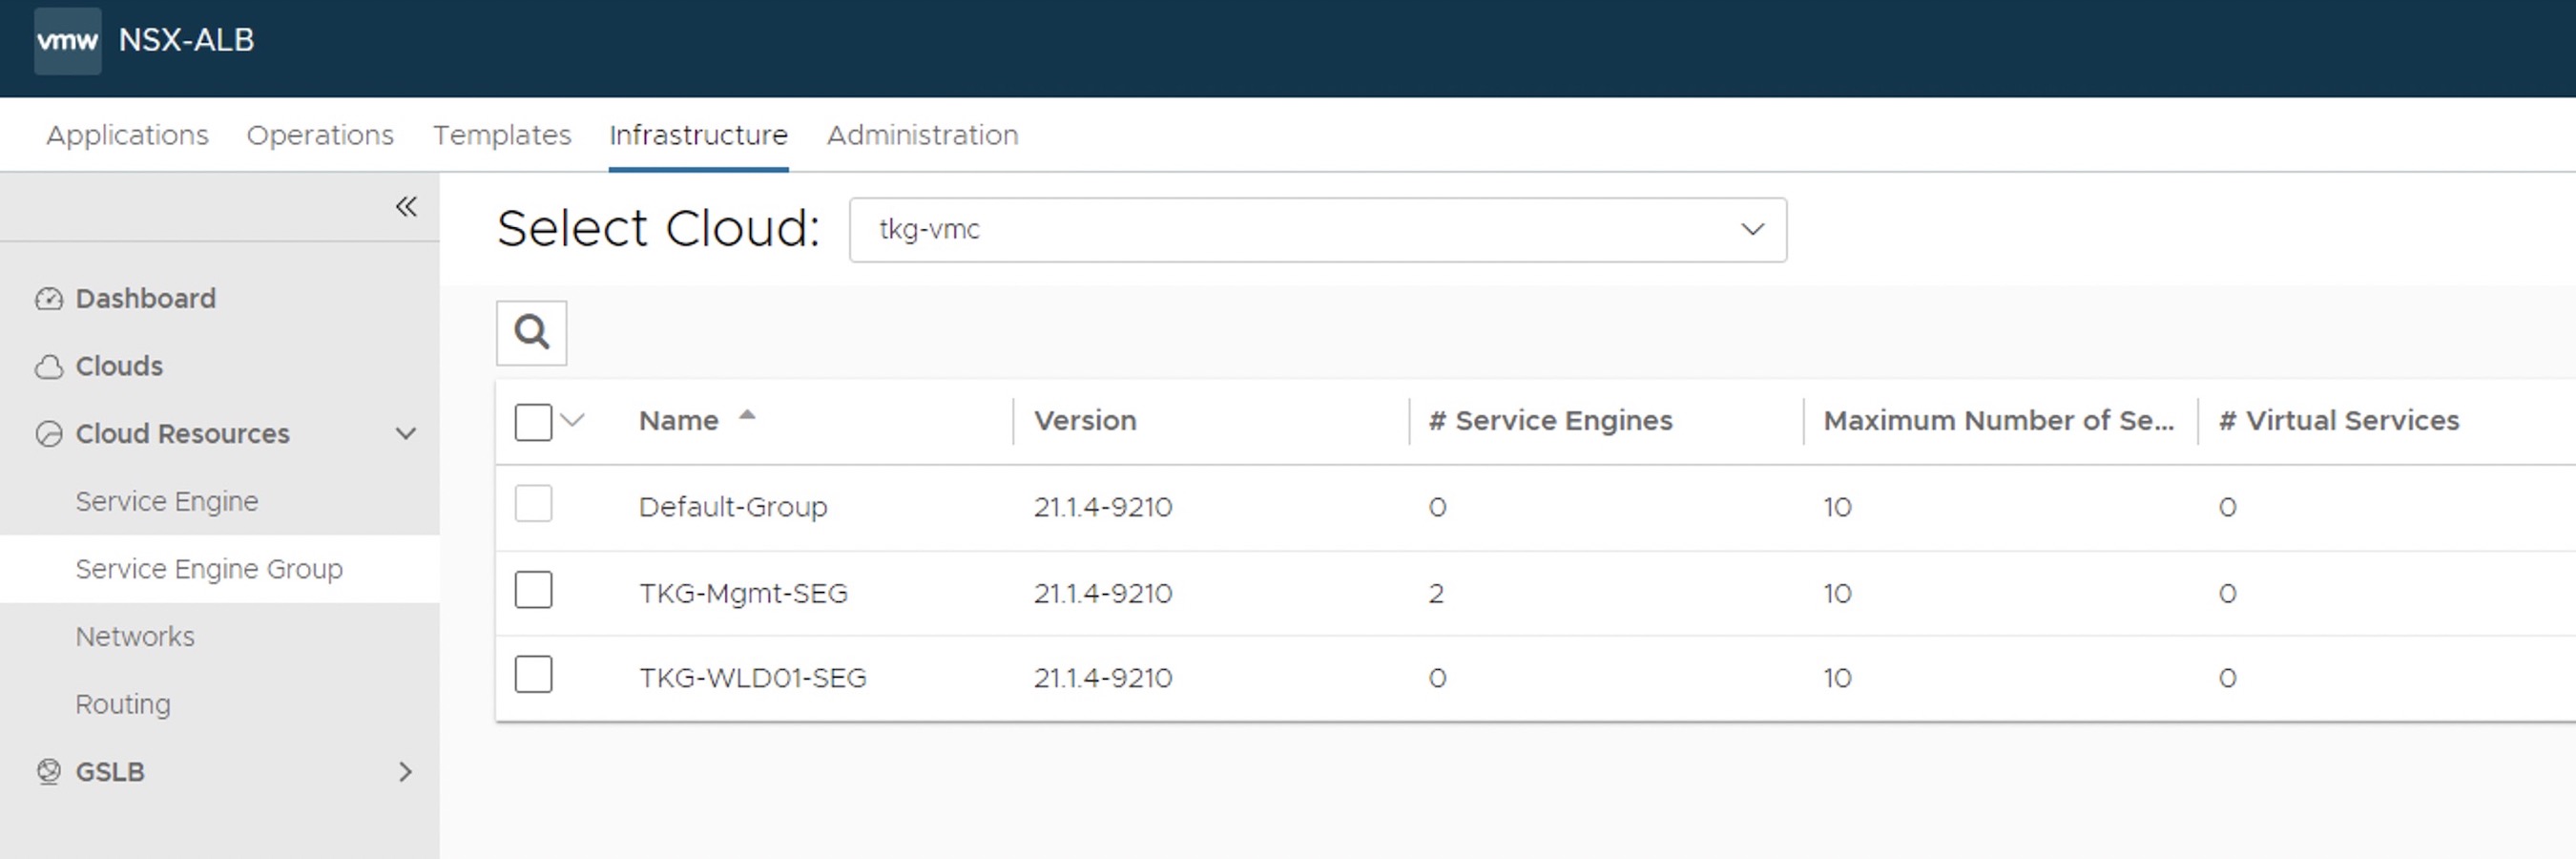 vmw NSX-ALB
Applications Operations Templates Infrastructure Administration
Select Cloud: tkg-vmc
Dashboard
Clouds
Cloud Resources
Service Engine
Service Engine Group
Networks
Routing
GSLB
Name Version # Service Engines Maximum Number of Se... # Virtual Services
Default-Group 21.1.4-9210 0 10 0
TKG-Mgmt-SEG 21.1.4-9210 2 10 0
TKG-WLD01-SEG 21.1.4-9210 0 10 0